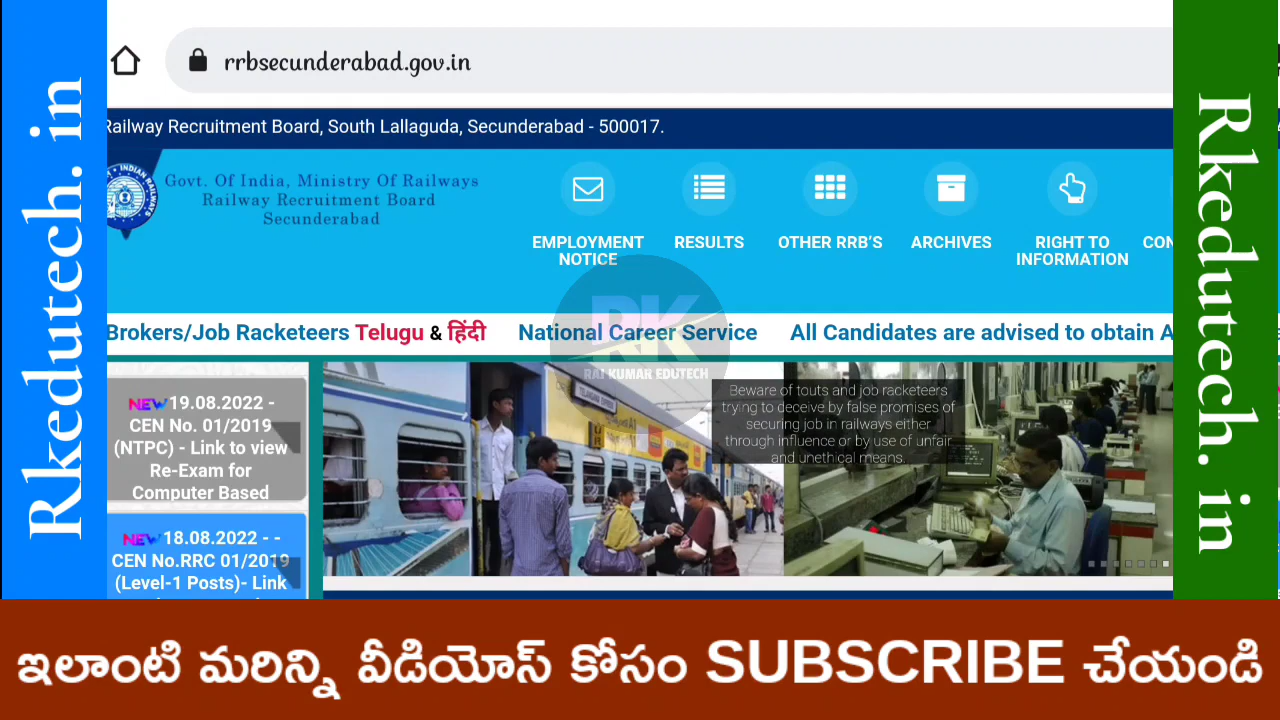 Rkedutech. in
rrbsecunderabad.gov.in
Railway Recruitment Board, South Lallaguda, Secunderabad - 500017.
INDIAN RAILWAYS
Govt. Of India, Ministry Of Railways
Railway Recruitment Board
Secunderabad
EMPLOYMENT
NOTICE
RESULTS
OTHER RRB'S
ARCHIVES
RIGHT TO
INFORMATION
CON
Brokers/Job Racketeers Telugu & हिंदी National Career Service All Candidates are advised to obtain A
RK
RAJ KUMAR EDUTECH
NEW 19.08.2022 -
CEN No. 01/2019
(NTPC) - Link to view
Re-Exam for
Computer Based
NEW 18.08.2022 - -
CEN No.RRC 01/2019
(Level-1 Posts)- Link
Beware of touts and job racketeers
trying to deceive by false promises of
securing job in railways either
through influence or by use of unfair
and unethical means.
Rkedutech. in
ఇలాంటి మరిన్ని వీడియోస్ కోసం SUBSCRIBE చేయండి